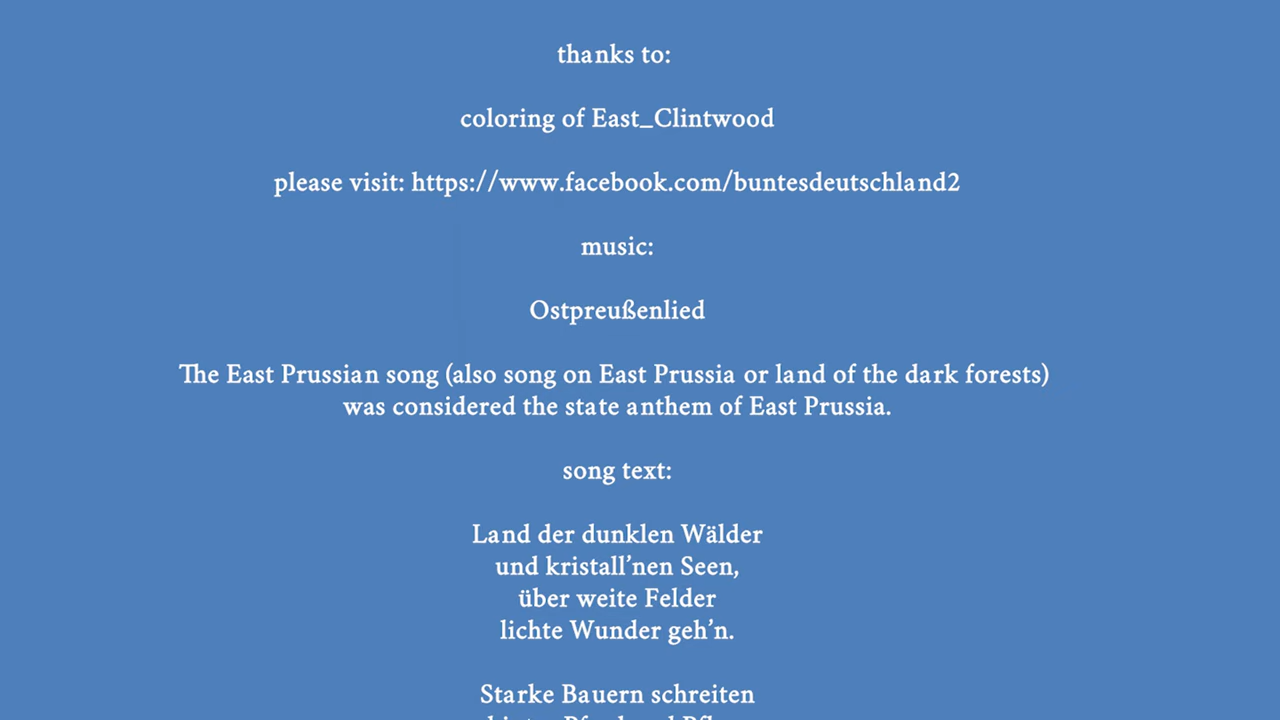 thanks to:
coloring of East_Clintwood
please visit: https://www.facebook.com/buntesdeutschland2
music:
Ostpreußenlied
The East Prussian song (also song on East Prussia or land of the dark forests)
was considered the state anthem of East Prussia.
song text:
Land der dunklen Wälder
und kristall’nen Seen,
über weite Felder
lichte Wunder geh’n.
Starke Bauern schreiten